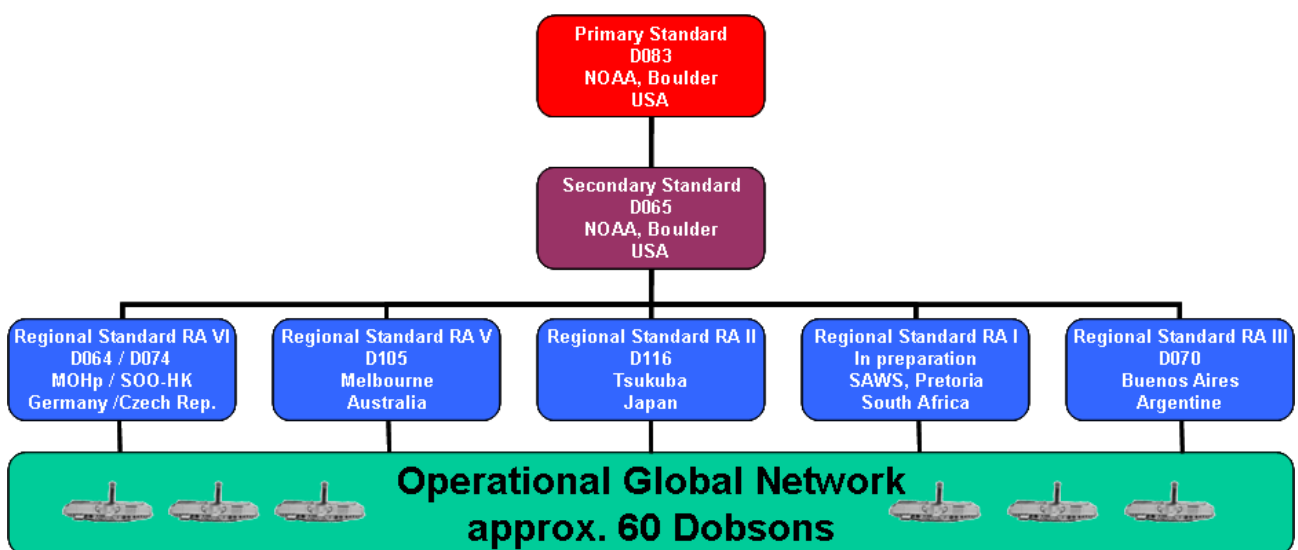 Primary Standard
D083
NOAA, Boulder
USA
Secondary Standard
D065
NOAA, Boulder
USA
Regional Standard RA VI
D064 / D074
MOHp / SOO-HK
Germany /Czech Rep.
Regional Standard RA V
D105
Melbourne
Australia
Regional Standard RA II
D116
Tsukuba
Japan
Regional Standard RA I
In preparation
SAWS, Pretoria
South Africa
Regional Standard RA III
D070
Buenos Aires
Argentine
Operational Global Network
approx. 60 Dobsons